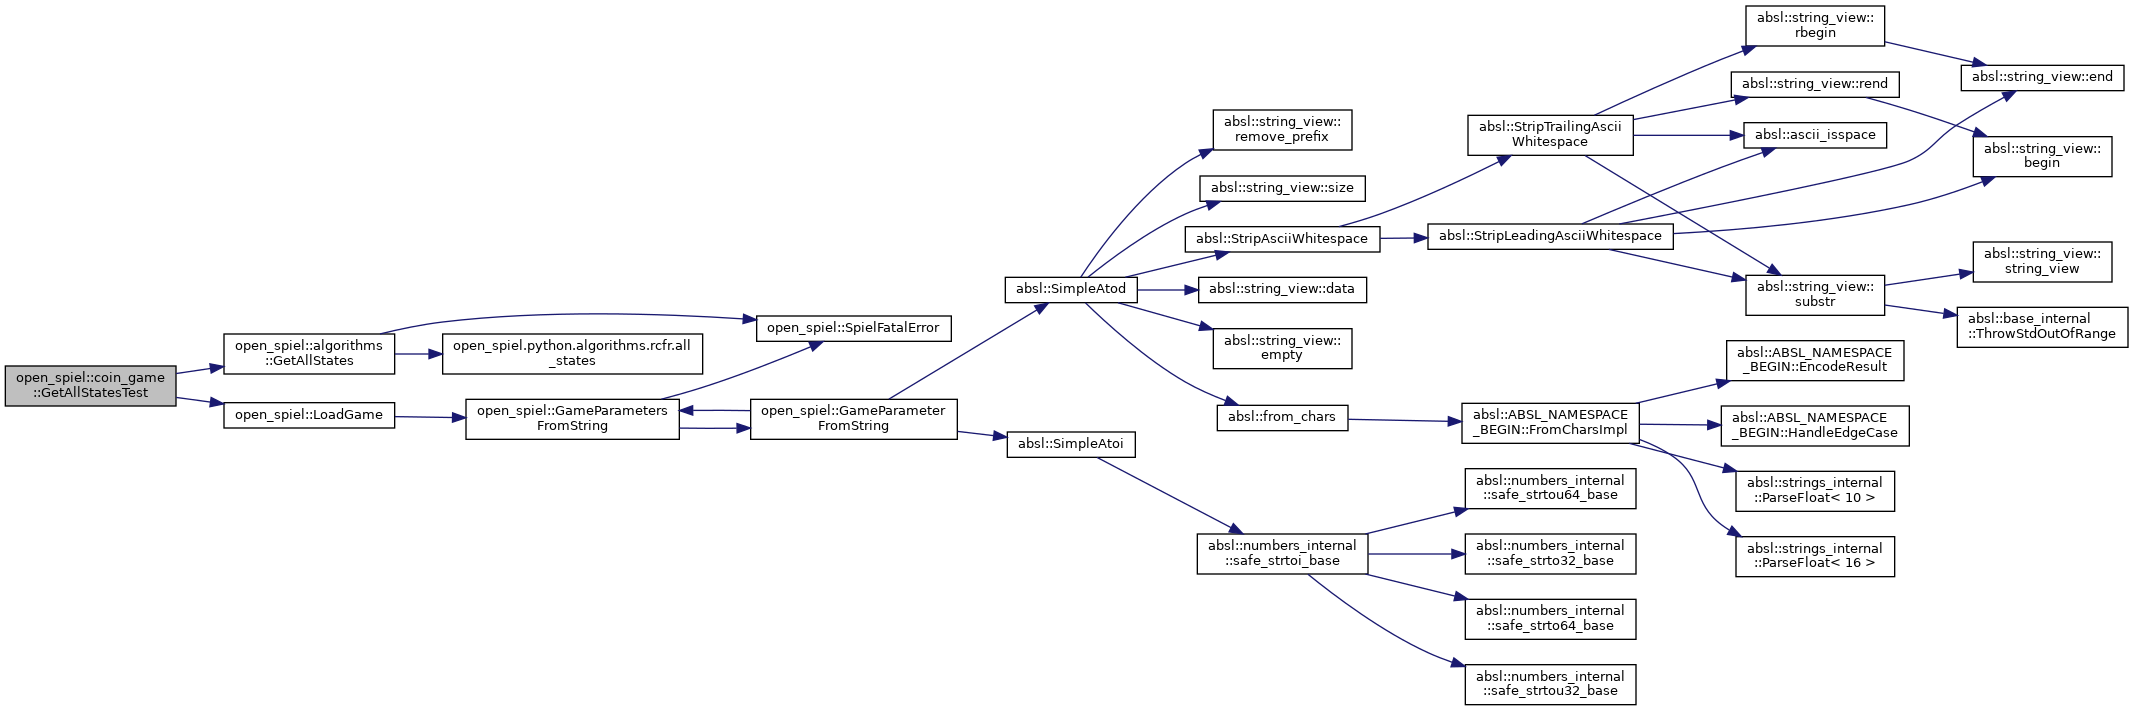 open_spiel::coin_game
::GetAllStatesTest
open_spiel::algorithms
::GetAllStates
open_spiel::LoadGame
open_spiel::SpielFatalError
open_spiel.python.algorithms.rcfr.all
_states
open_spiel::GameParameters
FromString
open_spiel::GameParameter
FromString
absl::SimpleAtod
absl::SimpleAtoi
absl::string_view::
remove_prefix
absl::string_view::size
absl::StripAsciiWhitespace
absl::string_view::data
absl::string_view::
empty
absl::from_chars
absl::numbers_internal
::safe_strtoi_base
absl::StripTrailingAscii
Whitespace
absl::StripLeadingAsciiWhitespace
absl::ABSL_NAMESPACE
_BEGIN::FromCharsImpl
absl::numbers_internal
::safe_strtou64_base
absl::numbers_internal
::safe_strto32_base
absl::numbers_internal
::safe_strto64_base
absl::numbers_internal
::safe_strtou32_base
absl::string_view::
rbegin
absl::string_view::rend
absl::ascii_isspace
absl::string_view::
substr
absl::ABSL_NAMESPACE
_BEGIN::EncodeResult
absl::ABSL_NAMESPACE
_BEGIN::HandleEdgeCase
absl::strings_internal
::ParseFloat< 10 >
absl::strings_internal
::ParseFloat< 16 >
absl::string_view::end
absl::string_view::
begin
absl::string_view::
string_view
absl::base_internal
::ThrowStdOutOfRange